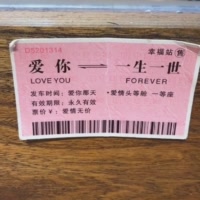 D5201314 幸福站 售
爱你 ⇌ 一生一世
LOVE YOU FOREVER
发车时间：爱你那天 ·爱情头等舱 一等座
有效期限：永久有效
票价￥：爱情无价